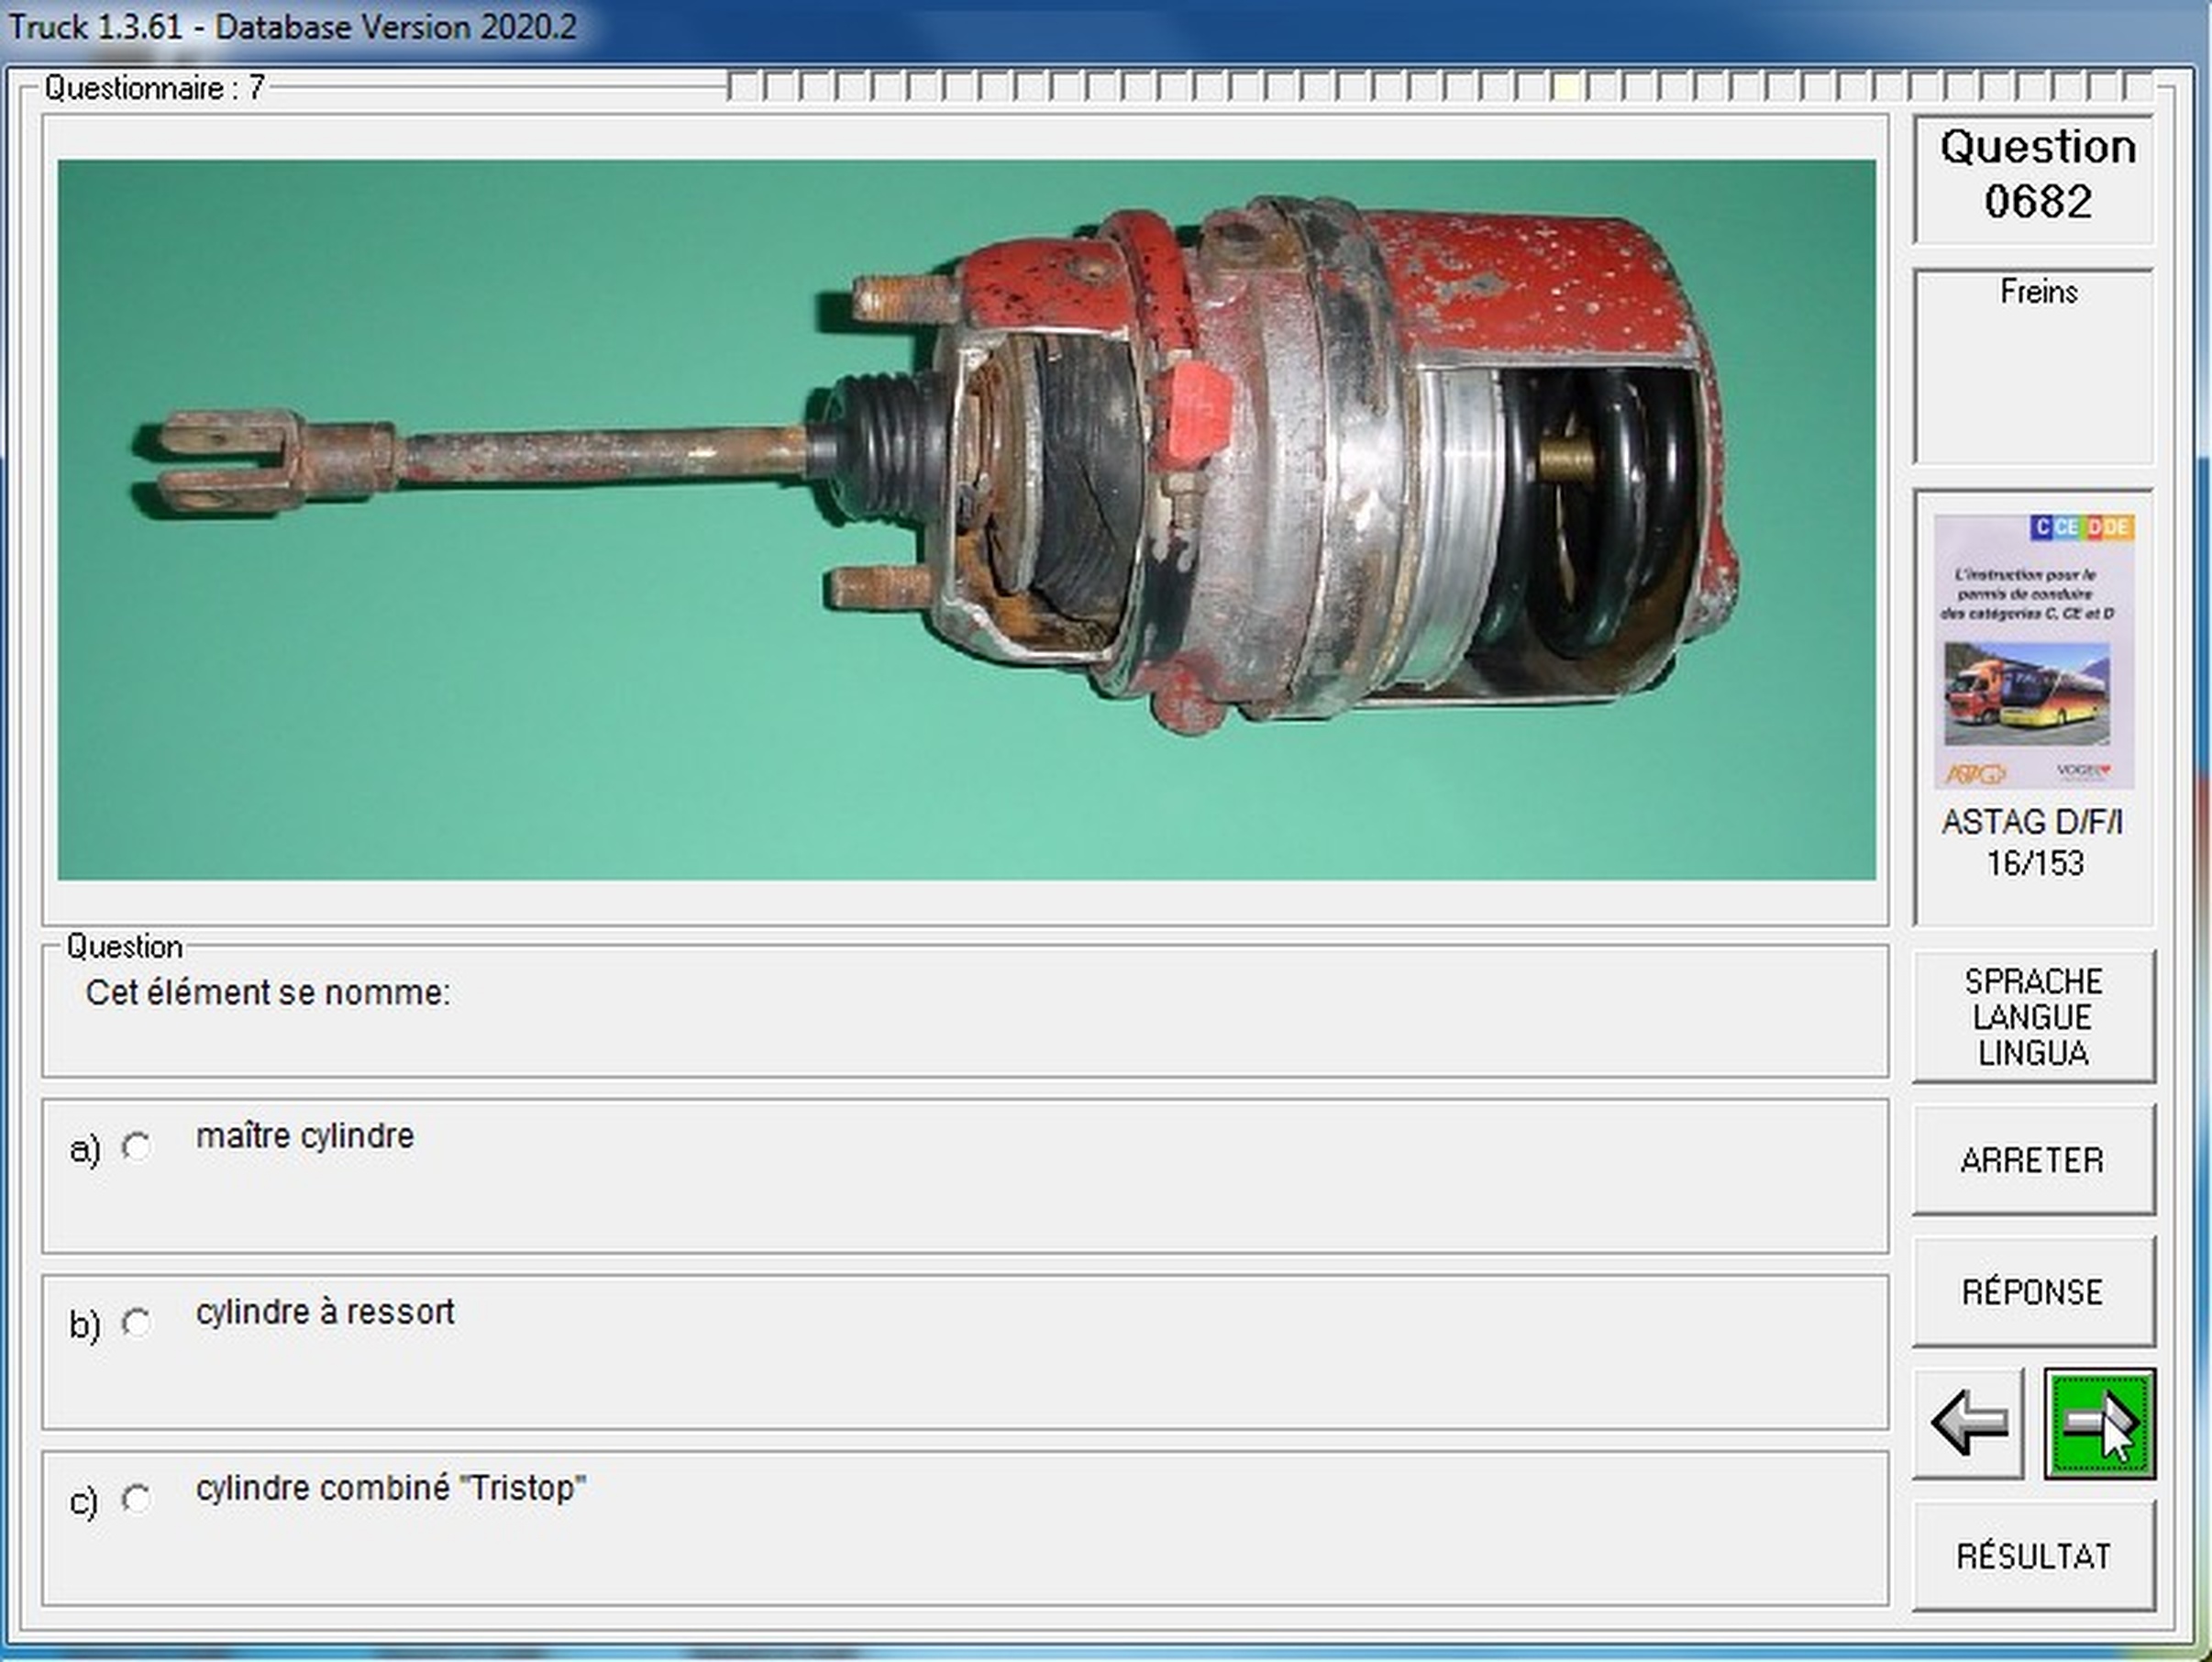 Truck 1.3.61 - Database Version 2020.2
Questionnaire : 7
Question
0682
Freins
C CE D DE
L'instruction pour le
permis de conduire
des catégories C, CE et D
ASTAG
VOGEL
ASTAG D/F/I
16/153
Question
Cet élément se nomme:
SPRACHE
LANGUE
LINGUA
a) maître cylindre
ARRETER
b) cylindre à ressort
RÉPONSE
c) cylindre combiné "Tristop"
RÉSULTAT